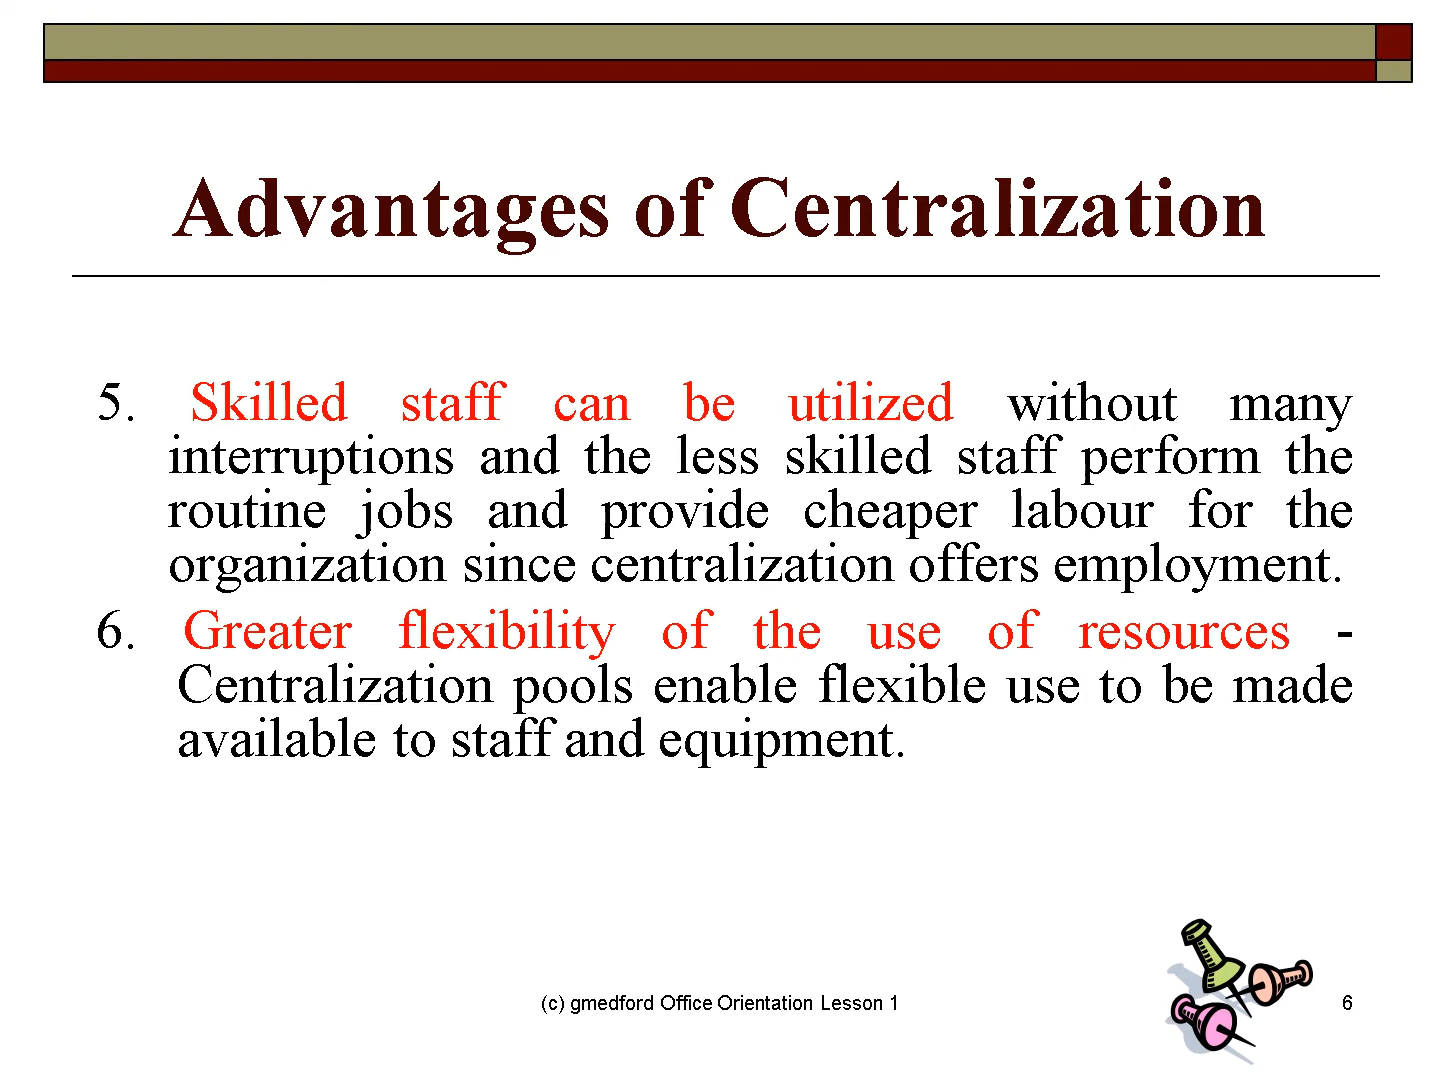 Advantages of Centralization
5. Skilled staff can be utilized without many
interruptions and the less skilled staff perform the
routine jobs and provide cheaper labour for the
organization since centralization offers employment.
6. Greater flexibility of the use of resources -
Centralization pools enable flexible use to be made
available to staff and equipment.
(c) gmedford Office Orientation Lesson 1
6